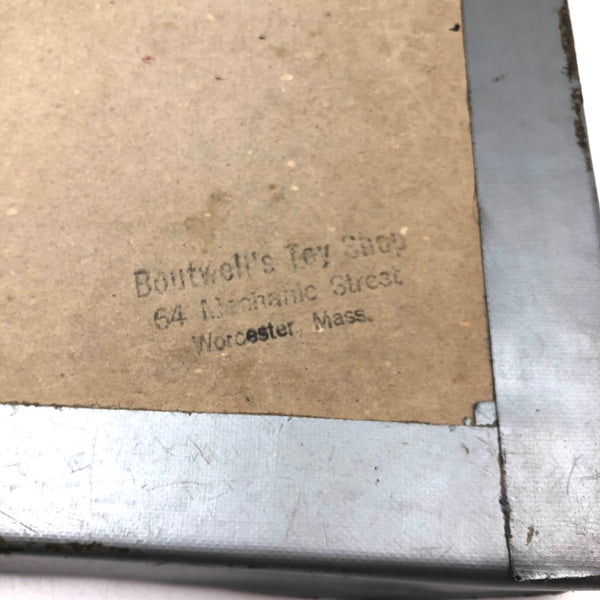 Boutwell's Toy Shop
64 Mechanic Street
Worcester, Mass.